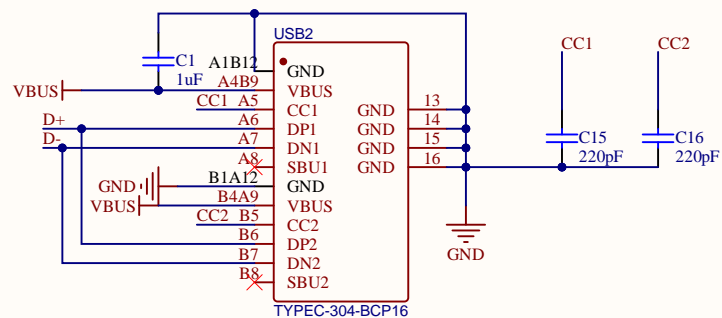 USB2
C1
1uF
A1B12
GND
VBUS
A4B9
VBUS
CC1
A5
CC1
D+
A6
DP1
D-
A7
DN1
A8
SBU1
GND
B1A12
GND
VBUS
B4A9
VBUS
CC2
B5
CC2
B6
DP2
B7
DN2
B8
SBU2
GND
13
GND
14
GND
15
GND
16
GND
CC1
CC2
C15
220pF
C16
220pF
TYPEC-304-BCP16